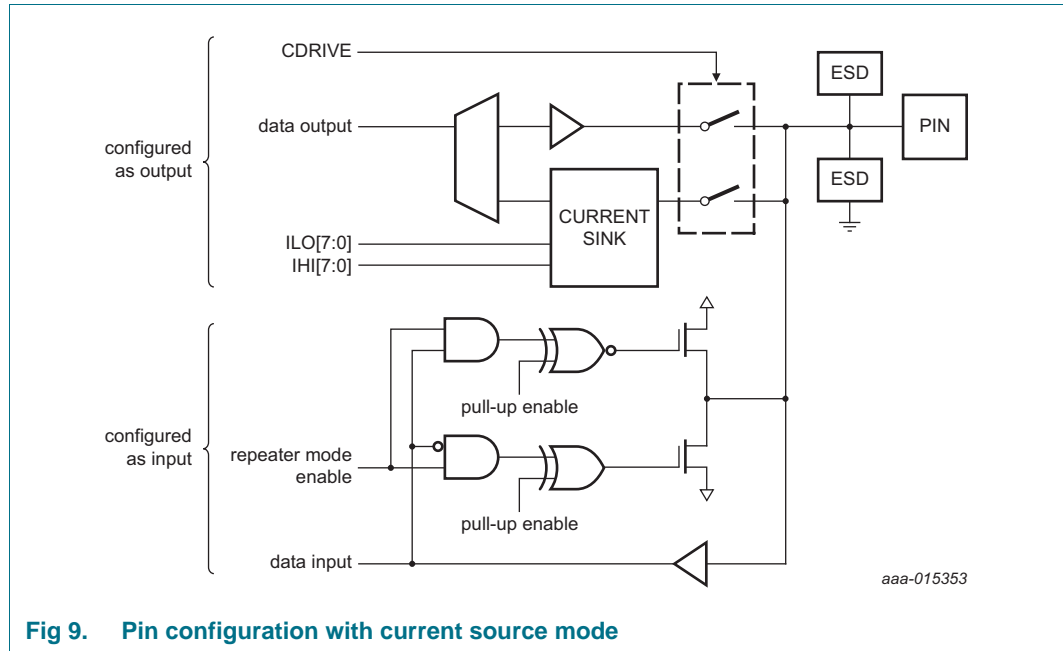 CDRIVE
ESD
data output
PIN
configured
as output
ESD
CURRENT
SINK
ILO[7:0]
IHI[7:0]
pull-up enable
configured
as input
repeater mode
enable
pull-up enable
data input
aaa-015353
Fig 9. Pin configuration with current source mode